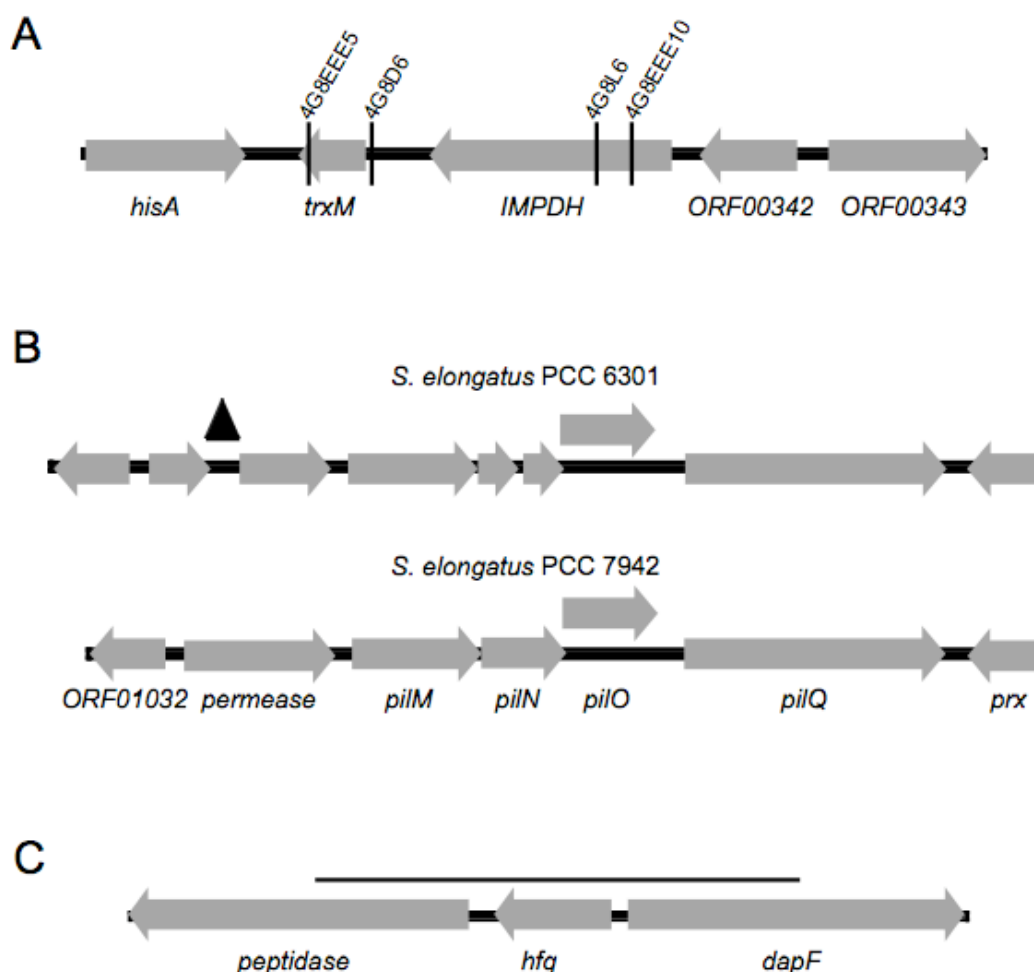 A
4G8EEE5
4G8D6
4G8L6
4G8EEE10
hisA trxM IMPDH ORF00342 ORF00343
B
S. elongatus PCC 6301
S. elongatus PCC 7942
ORF01032 permease pilM pilN pilO pilQ prx
C
peptidase hfq dapF